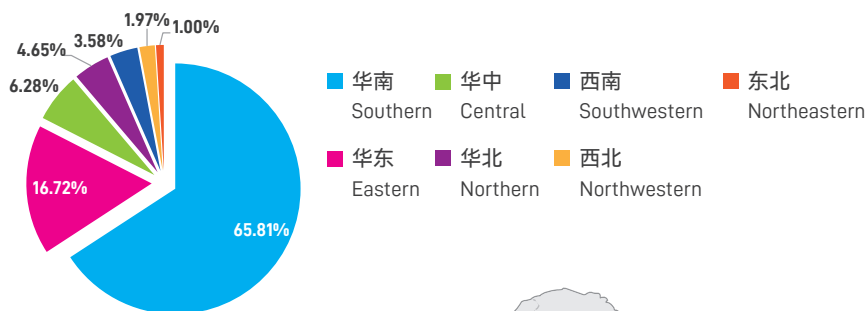 1.97%
1.00%
3.58%
4.65%
6.28%
16.72%
65.81%
华南 华中 西南 东北
Southern Central Southwestern Northeastern
华东 华北 西北
Eastern Northern Northwestern